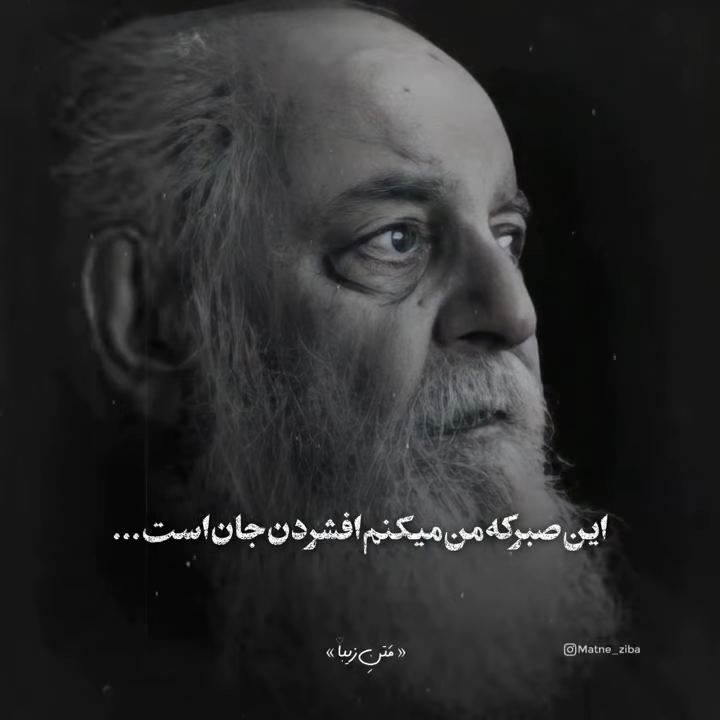 این صبر که من میکنم افشردن جان است...
« مَتنِ زیبا »
Matne_ziba